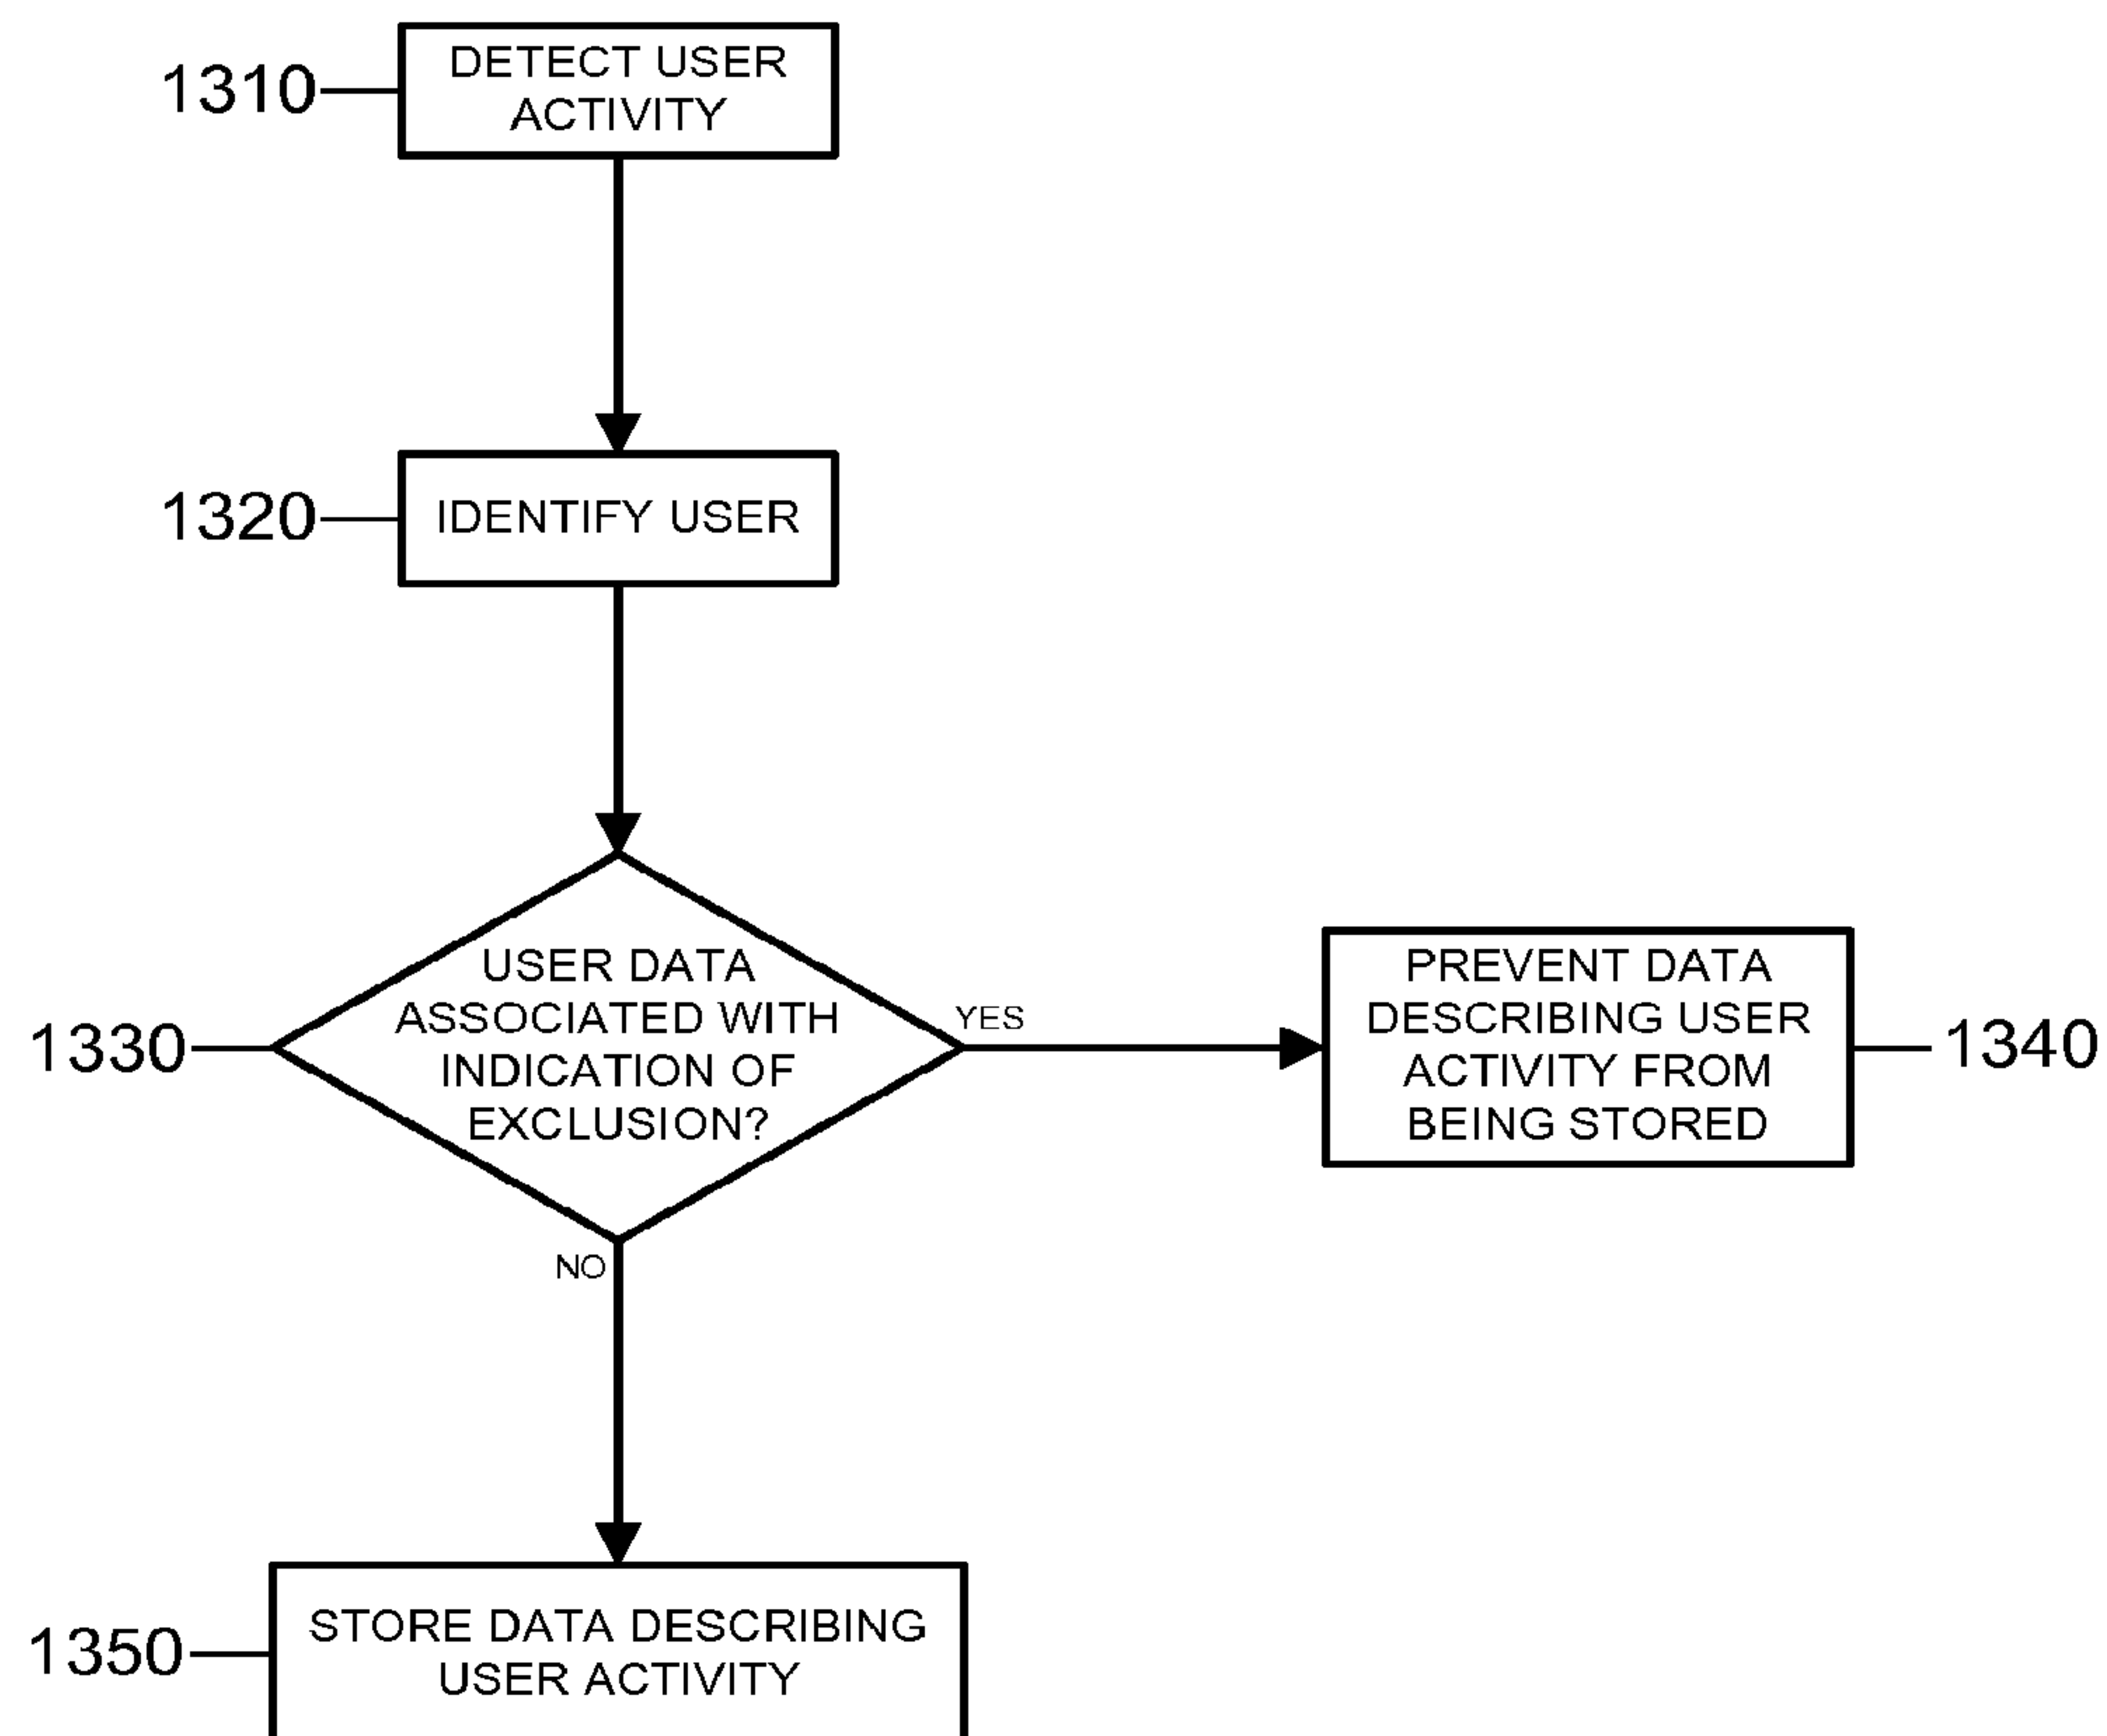 1310
DETECT USER
ACTIVITY
1320
IDENTIFY USER
1330
USER DATA
ASSOCIATED WITH
INDICATION OF
EXCLUSION?
YES
PREVENT DATA
DESCRIBING USER
ACTIVITY FROM
BEING STORED
1340
NO
1350
STORE DATA DESCRIBING
USER ACTIVITY